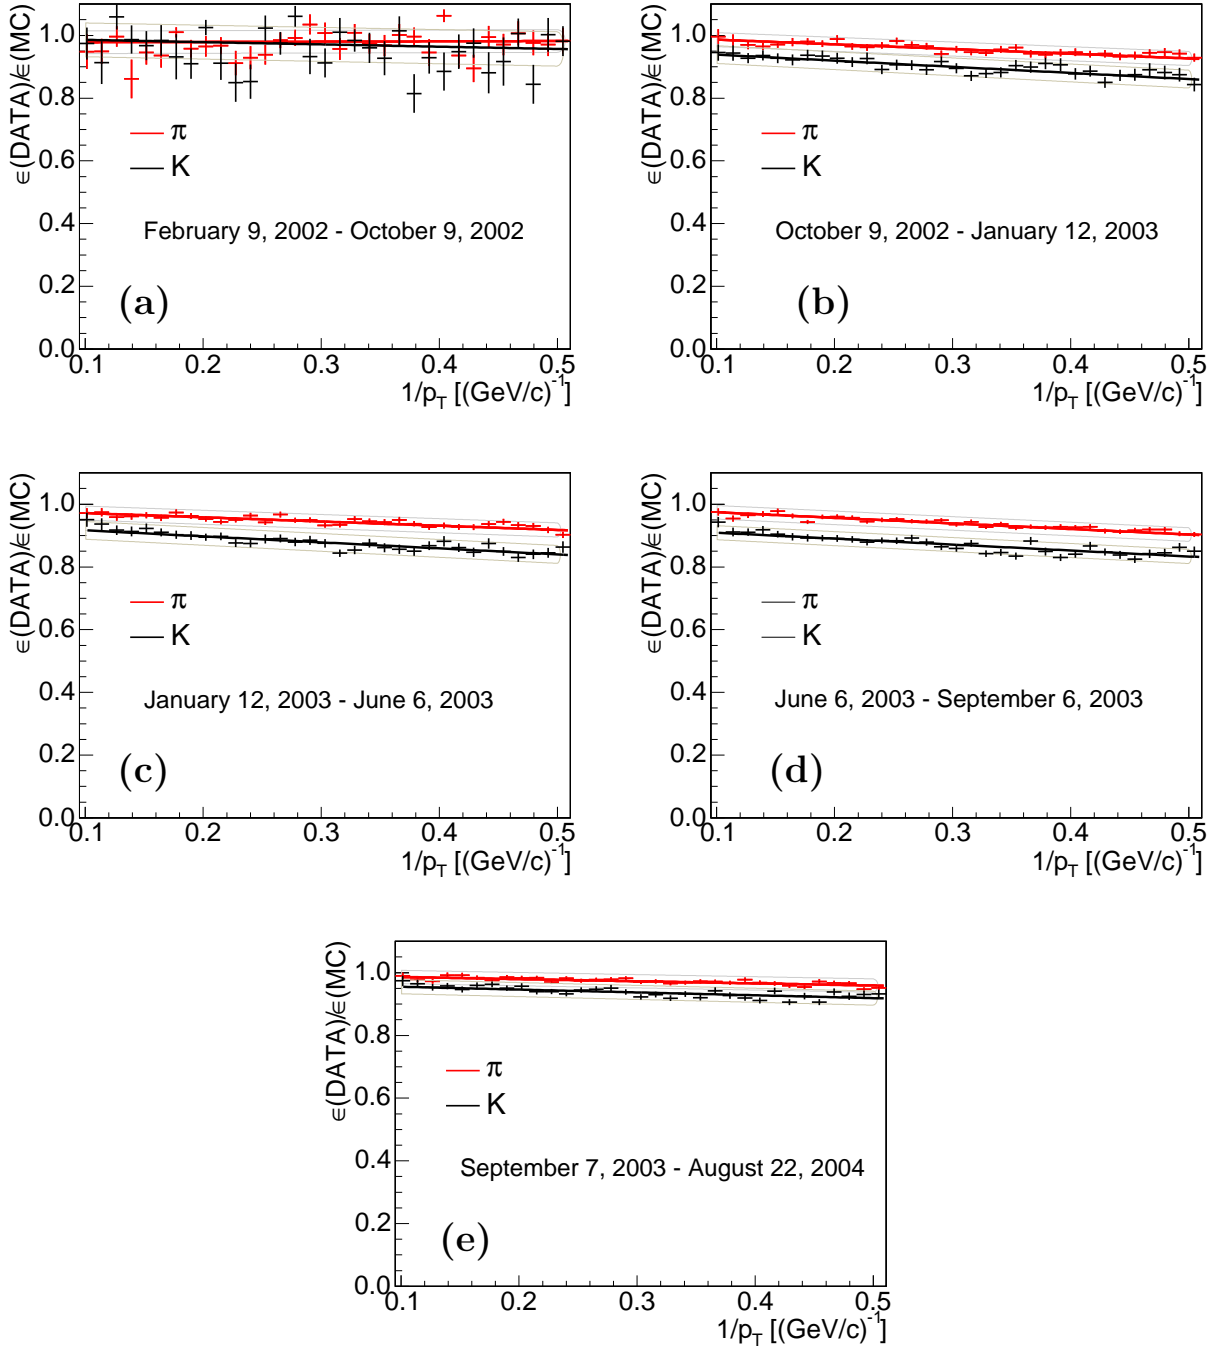 ϵ(DATA)/ϵ(MC)
1.0
0.8
0.6
0.4
0.2
0.0
π
K
February 9, 2002 - October 9, 2002
(a)
0.1 0.2 0.3 0.4 0.5
1/p_T [(GeV/c)^-1]
ϵ(DATA)/ϵ(MC)
1.0
0.8
0.6
0.4
0.2
0.0
π
K
October 9, 2002 - January 12, 2003
(b)
0.1 0.2 0.3 0.4 0.5
1/p_T [(GeV/c)^-1]
ϵ(DATA)/ϵ(MC)
1.0
0.8
0.6
0.4
0.2
0.0
π
K
January 12, 2003 - June 6, 2003
(c)
0.1 0.2 0.3 0.4 0.5
1/p_T [(GeV/c)^-1]
ϵ(DATA)/ϵ(MC)
1.0
0.8
0.6
0.4
0.2
0.0
π
K
June 6, 2003 - September 6, 2003
(d)
0.1 0.2 0.3 0.4 0.5
1/p_T [(GeV/c)^-1]
ϵ(DATA)/ϵ(MC)
1.0
0.8
0.6
0.4
0.2
0.0
π
K
September 7, 2003 - August 22, 2004
(e)
0.1 0.2 0.3 0.4 0.5
1/p_T [(GeV/c)^-1]